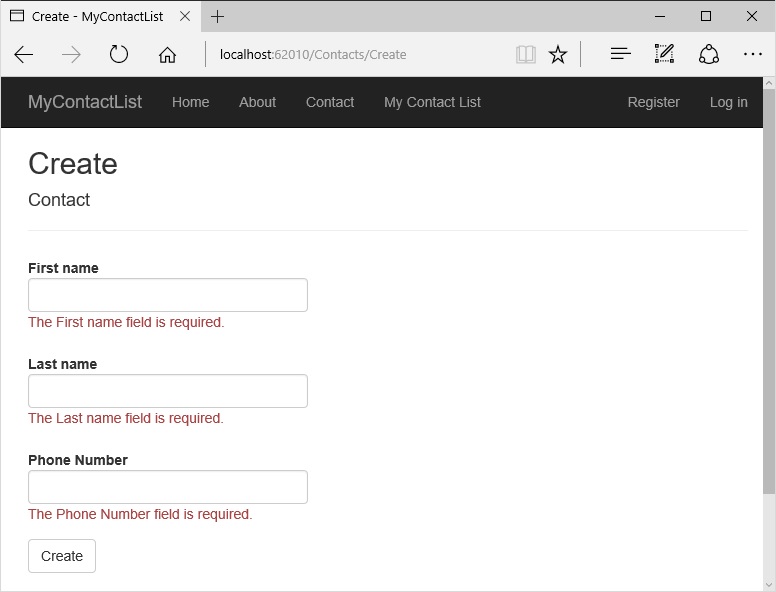 Create - MyContactList
localhost:62010/Contacts/Create
MyContactList Home About Contact My Contact List Register Log in
Create
Contact
First name
The First name field is required.
Last name
The Last name field is required.
Phone Number
The Phone Number field is required.
Create